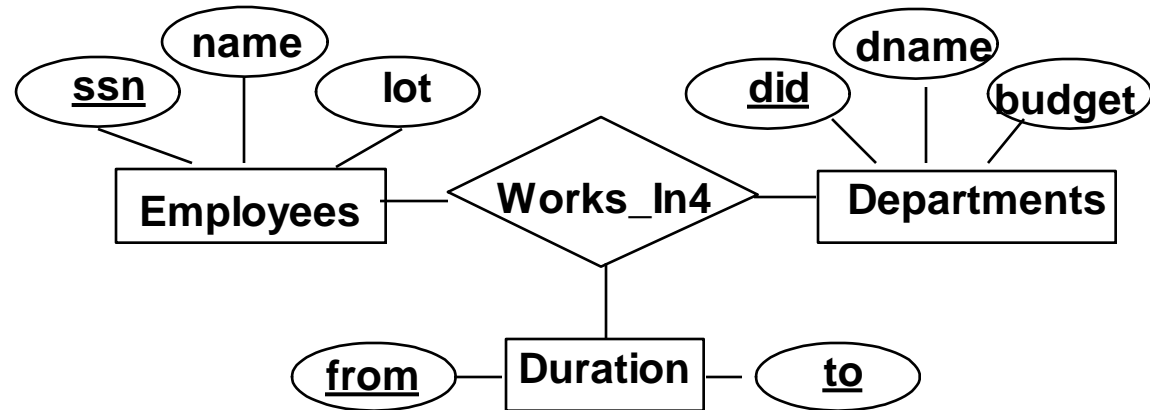 name
dname
ssn
lot
did
budget
Employees
Works_In4
Departments
from
Duration
to